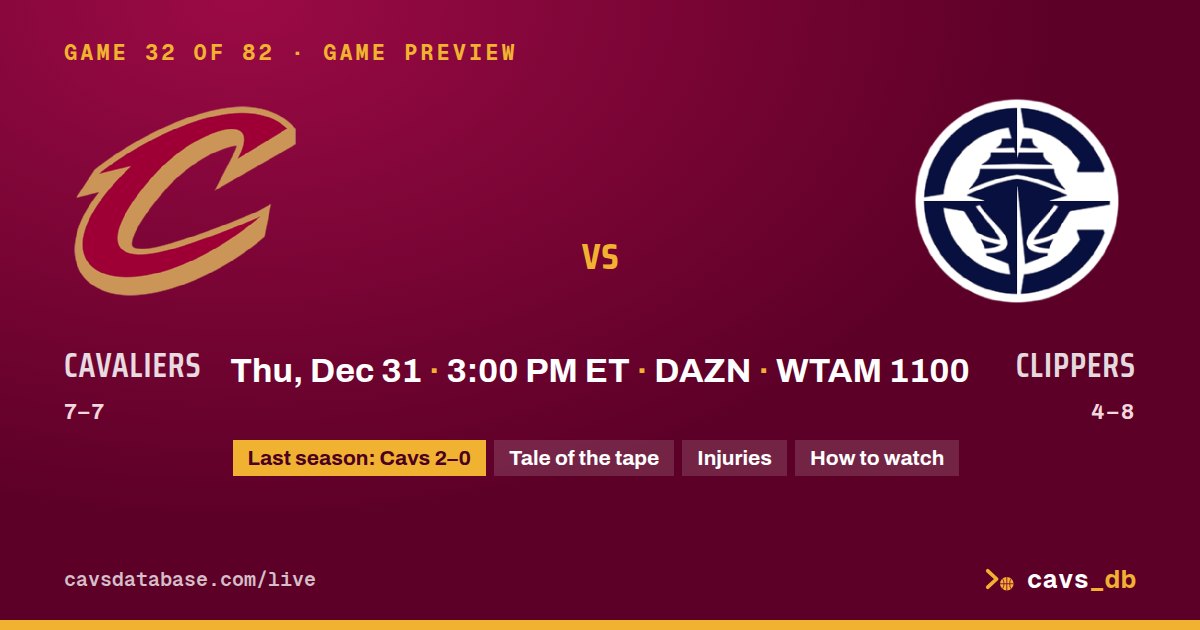 GAME 32 OF 82 · GAME PREVIEW
VS
CAVALIERS
Thu, Dec 31 · 3:00 PM ET · DAZN · WTAM 1100
CLIPPERS
7–7
4–8
Last season: Cavs 2–0
Tale of the tape
Injuries
How to watch
cavsdatabase.com/live
cavs_db